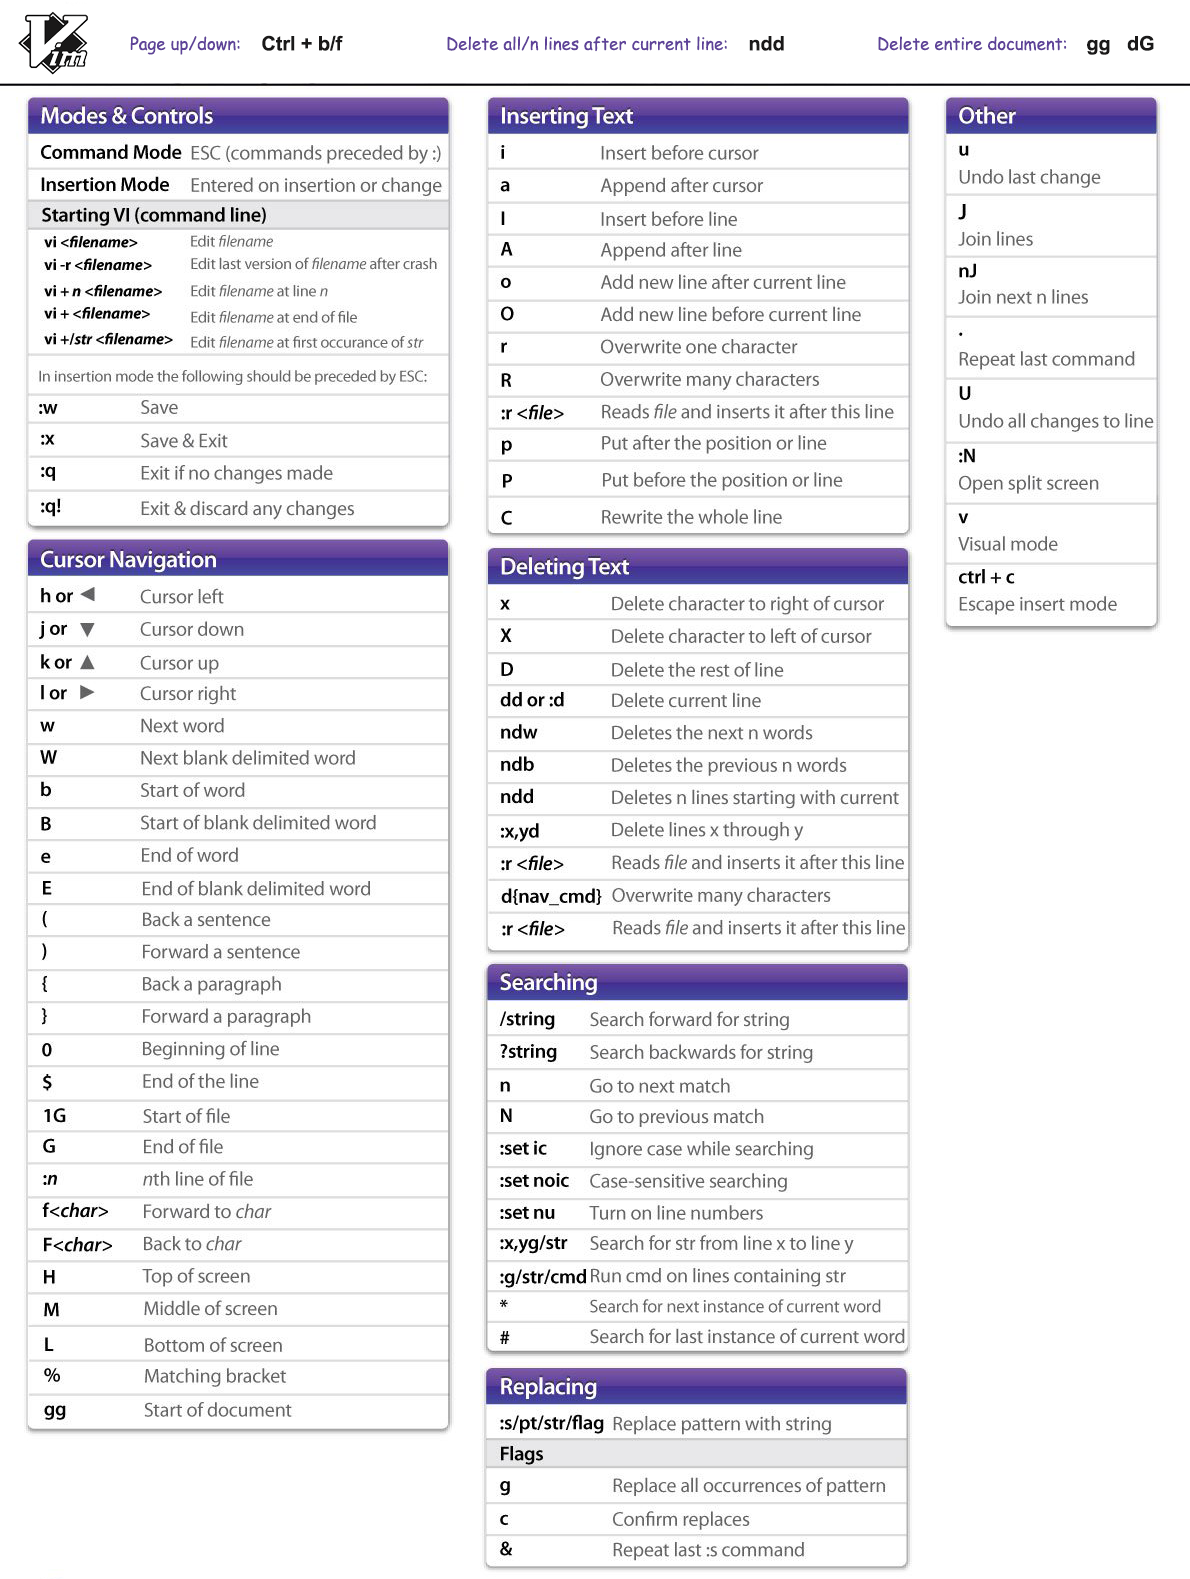 Vim
Page up/down: Ctrl + b/f
Delete all/n lines after current line: ndd
Delete entire document: gg dG
Modes & Controls
Command Mode ESC (commands preceded by :)
Insertion Mode Entered on insertion or change
Starting VI (command line)
vi <filename> Edit filename
vi -r <filename> Edit last version of filename after crash
vi + n <filename> Edit filename at line n
vi + <filename> Edit filename at end of file
vi +/str <filename> Edit filename at first occurance of str
In insertion mode the following should be preceded by ESC:
:w Save
:x Save & Exit
:q Exit if no changes made
:q! Exit & discard any changes
Cursor Navigation
h or ◀ Cursor left
j or ▼ Cursor down
k or ▲ Cursor up
l or ▶ Cursor right
w Next word
W Next blank delimited word
b Start of word
B Start of blank delimited word
e End of word
E End of blank delimited word
( Back a sentence
) Forward a sentence
{ Back a paragraph
} Forward a paragraph
0 Beginning of line
$ End of the line
1G Start of file
G End of file
:n nth line of file
f<char> Forward to char
F<char> Back to char
H Top of screen
M Middle of screen
L Bottom of screen
% Matching bracket
gg Start of document
Inserting Text
i Insert before cursor
a Append after cursor
I Insert before line
A Append after line
o Add new line after current line
O Add new line before current line
r Overwrite one character
R Overwrite many characters
:r <file> Reads file and inserts it after this line
p Put after the position or line
P Put before the position or line
C Rewrite the whole line
Deleting Text
x Delete character to right of cursor
X Delete character to left of cursor
D Delete the rest of line
dd or :d Delete current line
ndw Deletes the next n words
ndb Deletes the previous n words
ndd Deletes n lines starting with current
:x,yd Delete lines x through y
:r <file> Reads file and inserts it after this line
d{nav_cmd} Overwrite many characters
:r <file> Reads file and inserts it after this line
Searching
/string Search forward for string
?string Search backwards for string
n Go to next match
N Go to previous match
:set ic Ignore case while searching
:set noic Case-sensitive searching
:set nu Turn on line numbers
:x,yg/str Search for str from line x to line y
:g/str/cmd Run cmd on lines containing str
* Search for next instance of current word
# Search for last instance of current word
Replacing
:s/pt/str/flag Replace pattern with string
Flags
g Replace all occurrences of pattern
c Confirm replaces
& Repeat last :s command
Other
u
Undo last change
J
Join lines
nJ
Join next n lines
.
Repeat last command
U
Undo all changes to line
:N
Open split screen
v
Visual mode
ctrl + c
Escape insert mode